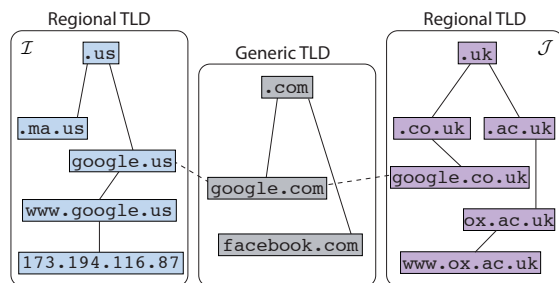 Regional TLD
Generic TLD
Regional TLD
ℐ
.us
.ma.us
google.us
www.google.us
173.194.116.87
.com
google.com
facebook.com
𝒥
.uk
.co.uk
.ac.uk
google.co.uk
ox.ac.uk
www.ox.ac.uk